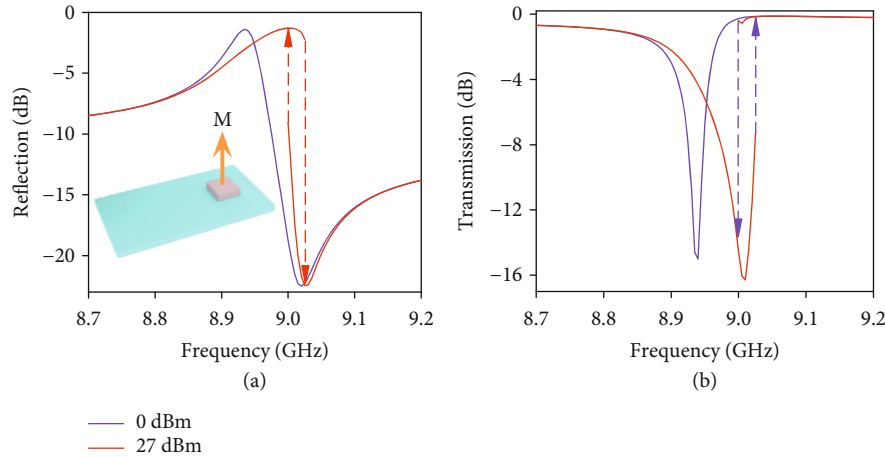 0
−5
−10
−15
−20
Reflection (dB)
M
8.7 8.8 8.9 9.0 9.1 9.2
Frequency (GHz)
(a)
0
−4
−8
−12
−16
Transmission (dB)
8.7 8.8 8.9 9.0 9.1 9.2
Frequency (GHz)
(b)
0 dBm
27 dBm